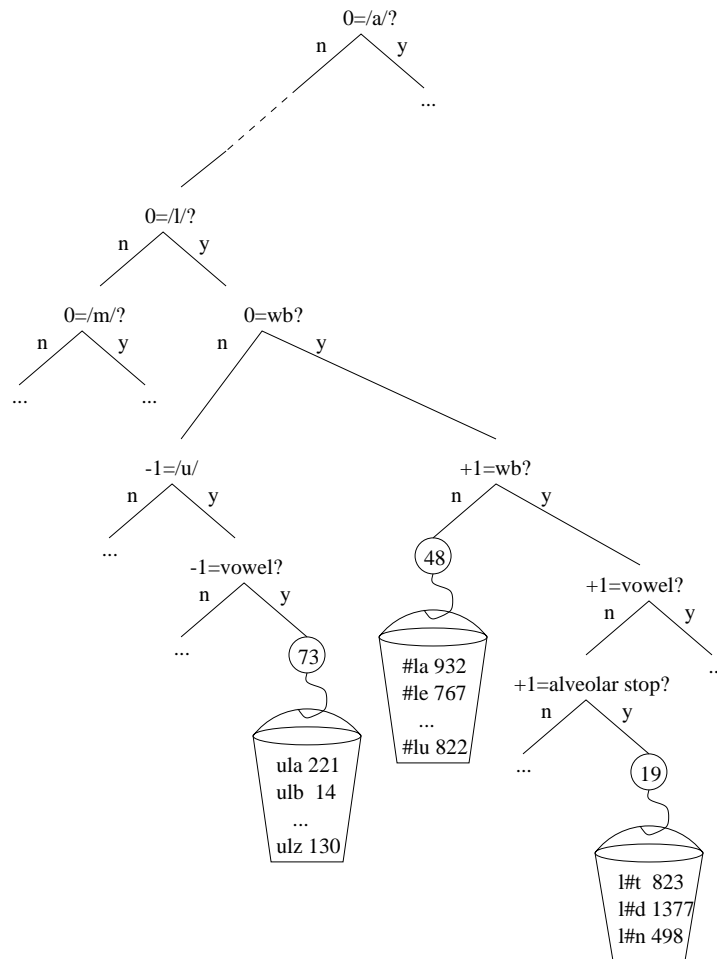 0=/a/?
n y
...
0=/l/?
n y
0=/m/? 0=wb?
n y n y
... ...
-1=/u/ +1=wb?
n y n y
...
48
-1=vowel? +1=vowel?
n y n y
...
73
...
#la 932
#le 767
...
#lu 822
+1=alveolar stop?
n y
...
19
ula 221
ulb 14
...
ulz 130
l#t 823
l#d 1377
l#n 498